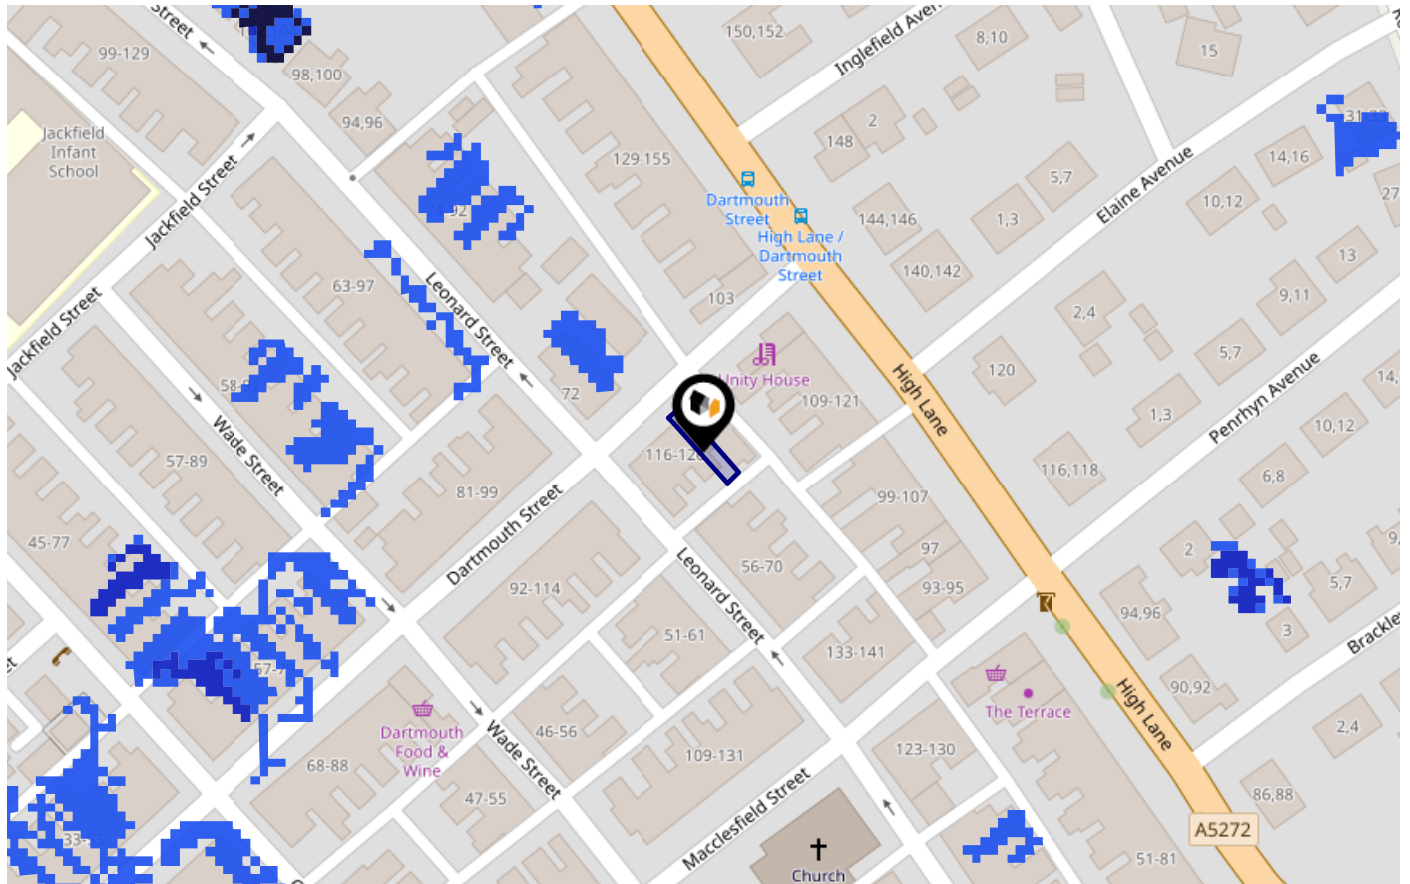 Street
150,152
Inglefield Aven
8,10
15
99-129
98,100
94,96
Jackfield
Infant
School
129 155
148
2
14,16
5,7
10,12
27
Jackfield Street
Dartmouth
Street
High Lane /
Dartmouth
Street
144,146
1,3
Elaine Avenue
140,142
13
63-97
Leonard Street
103
2,4
9,11
Jackfield Street
Unity House
5,7
72
109-121
120
High Lane
14,
1,3
Penrhyn Avenue
10,12
57-89
Wade Street
116,118
6,8
81-99
99-107
45-77
Dartmouth Street
97
2
9,
92-114
56-70
93-95
5,7
Leonard Street
94,96
3
51-61
133-141
Brackle
90,92
The Terrace
High Lane
2,4
Dartmouth
Food &
Wine
46-56
109-131
123-130
68-88
Wade Street
47-55
86,88
Macclesfield Street
A5272
51-81
Church